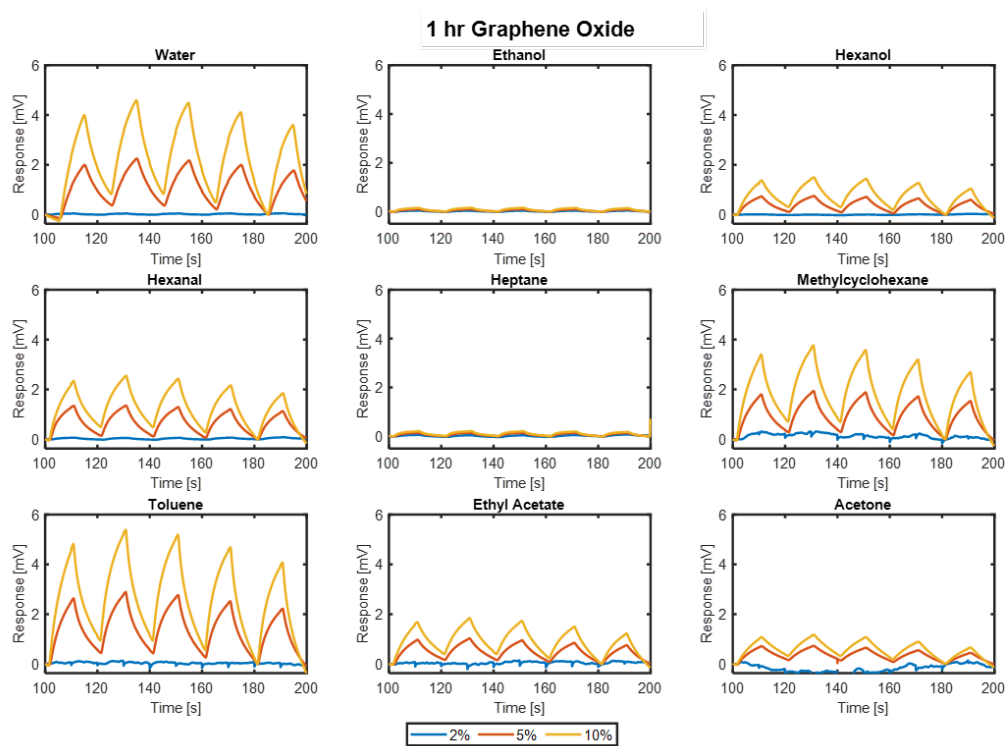 1 hr Graphene Oxide
Water
Ethanol
Hexanol
Response [mV]
6
4
2
0
100 120 140 160 180 200
Time [s]
Response [mV]
6
4
2
0
100 120 140 160 180 200
Time [s]
Response [mV]
6
4
2
0
100 120 140 160 180 200
Time [s]
Hexanal
Heptane
Methylcyclohexane
Response [mV]
6
4
2
0
100 120 140 160 180 200
Time [s]
Response [mV]
6
4
2
0
100 120 140 160 180 200
Time [s]
Response [mV]
6
4
2
0
100 120 140 160 180 200
Time [s]
Toluene
Ethyl Acetate
Acetone
Response [mV]
6
4
2
0
100 120 140 160 180 200
Time [s]
Response [mV]
6
4
2
0
100 120 140 160 180 200
Time [s]
Response [mV]
6
4
2
0
100 120 140 160 180 200
Time [s]
2% 5% 10%